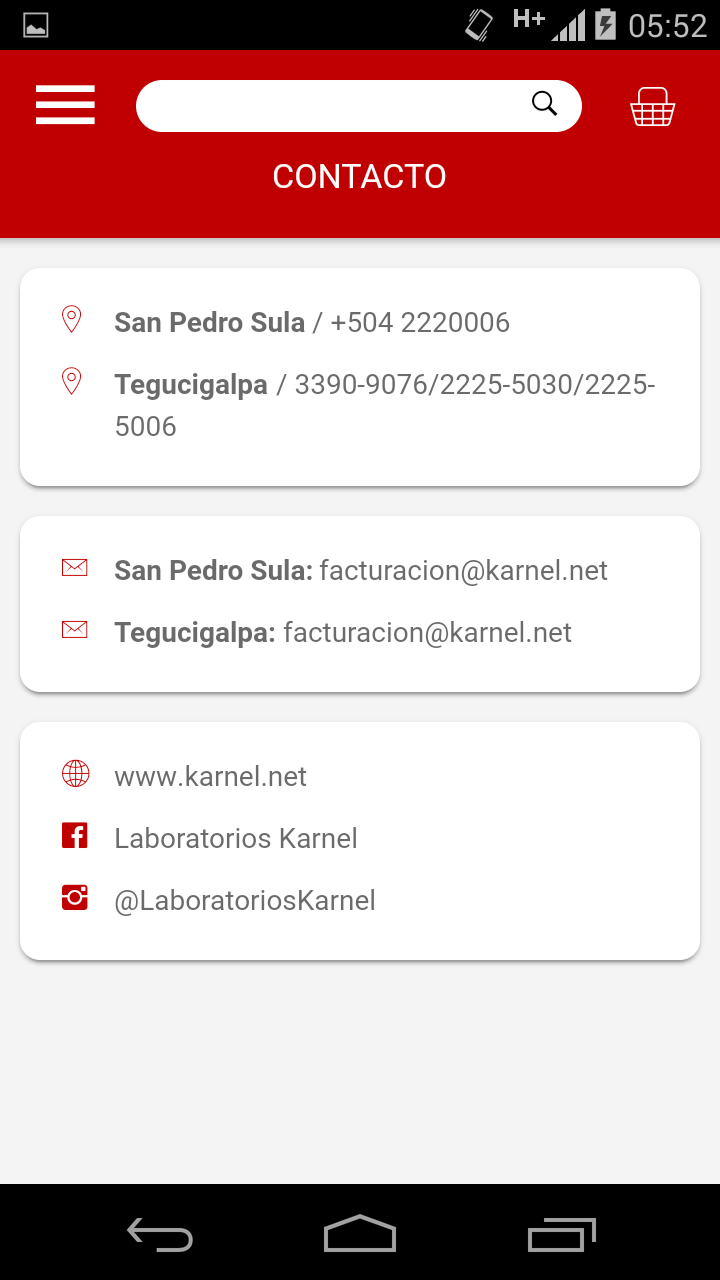 H+ 05:52
CONTACTO
San Pedro Sula / +504 2220006
Tegucigalpa / 3390-9076/2225-5030/2225-
5006
San Pedro Sula: facturacion@karnel.net
Tegucigalpa: facturacion@karnel.net
www.karnel.net
Laboratorios Karnel
@LaboratoriosKarnel